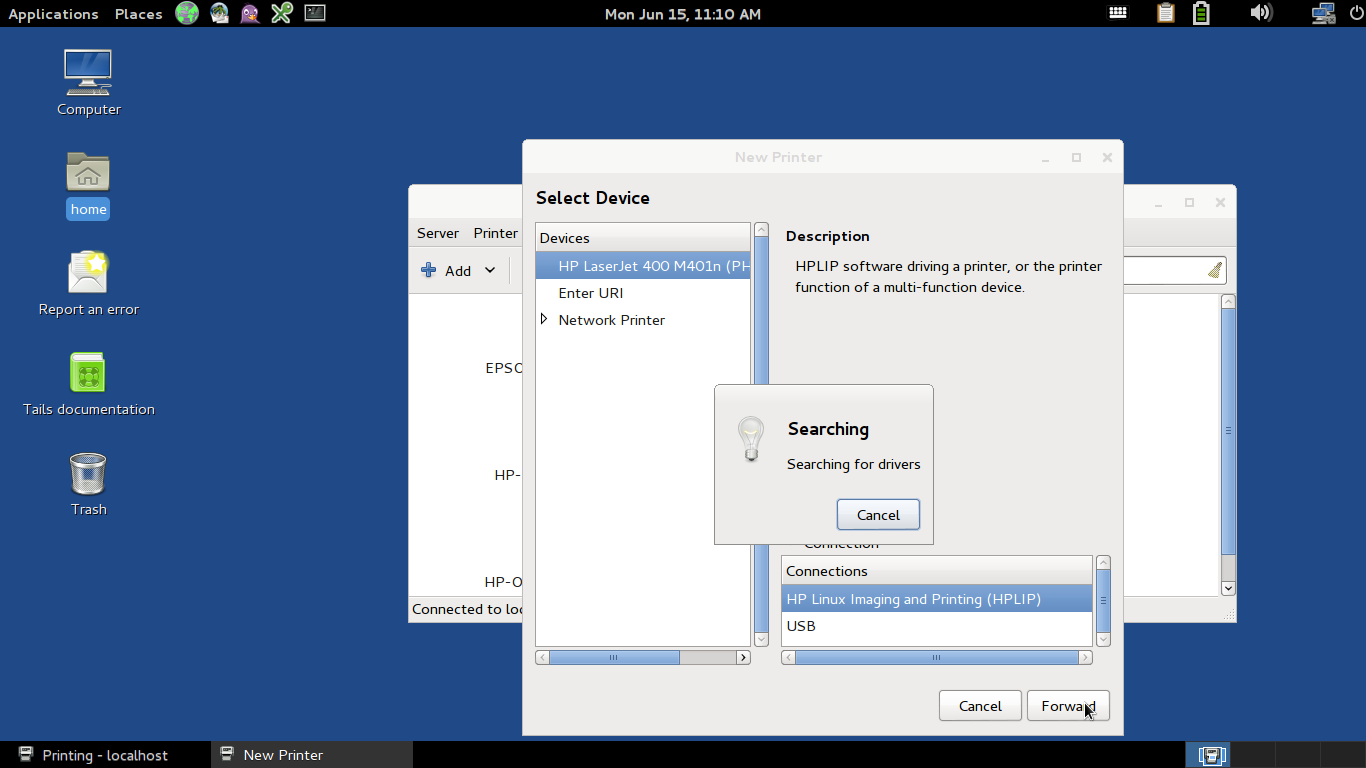 Applications Places Mon Jun 15, 11:10 AM
Computer
home
Report an error
Tails documentation
Trash
Server Printer
Add
EPSO
HP-
HP-O
Connected to loc
New Printer
Select Device
Devices
HP LaserJet 400 M401n (PH
Enter URI
Network Printer
Description
HPLIP software driving a printer, or the printer
function of a multi-function device.
Searching
Searching for drivers
Cancel
Connection
Connections
HP Linux Imaging and Printing (HPLIP)
USB
Cancel Forward
Printing - localhost New Printer